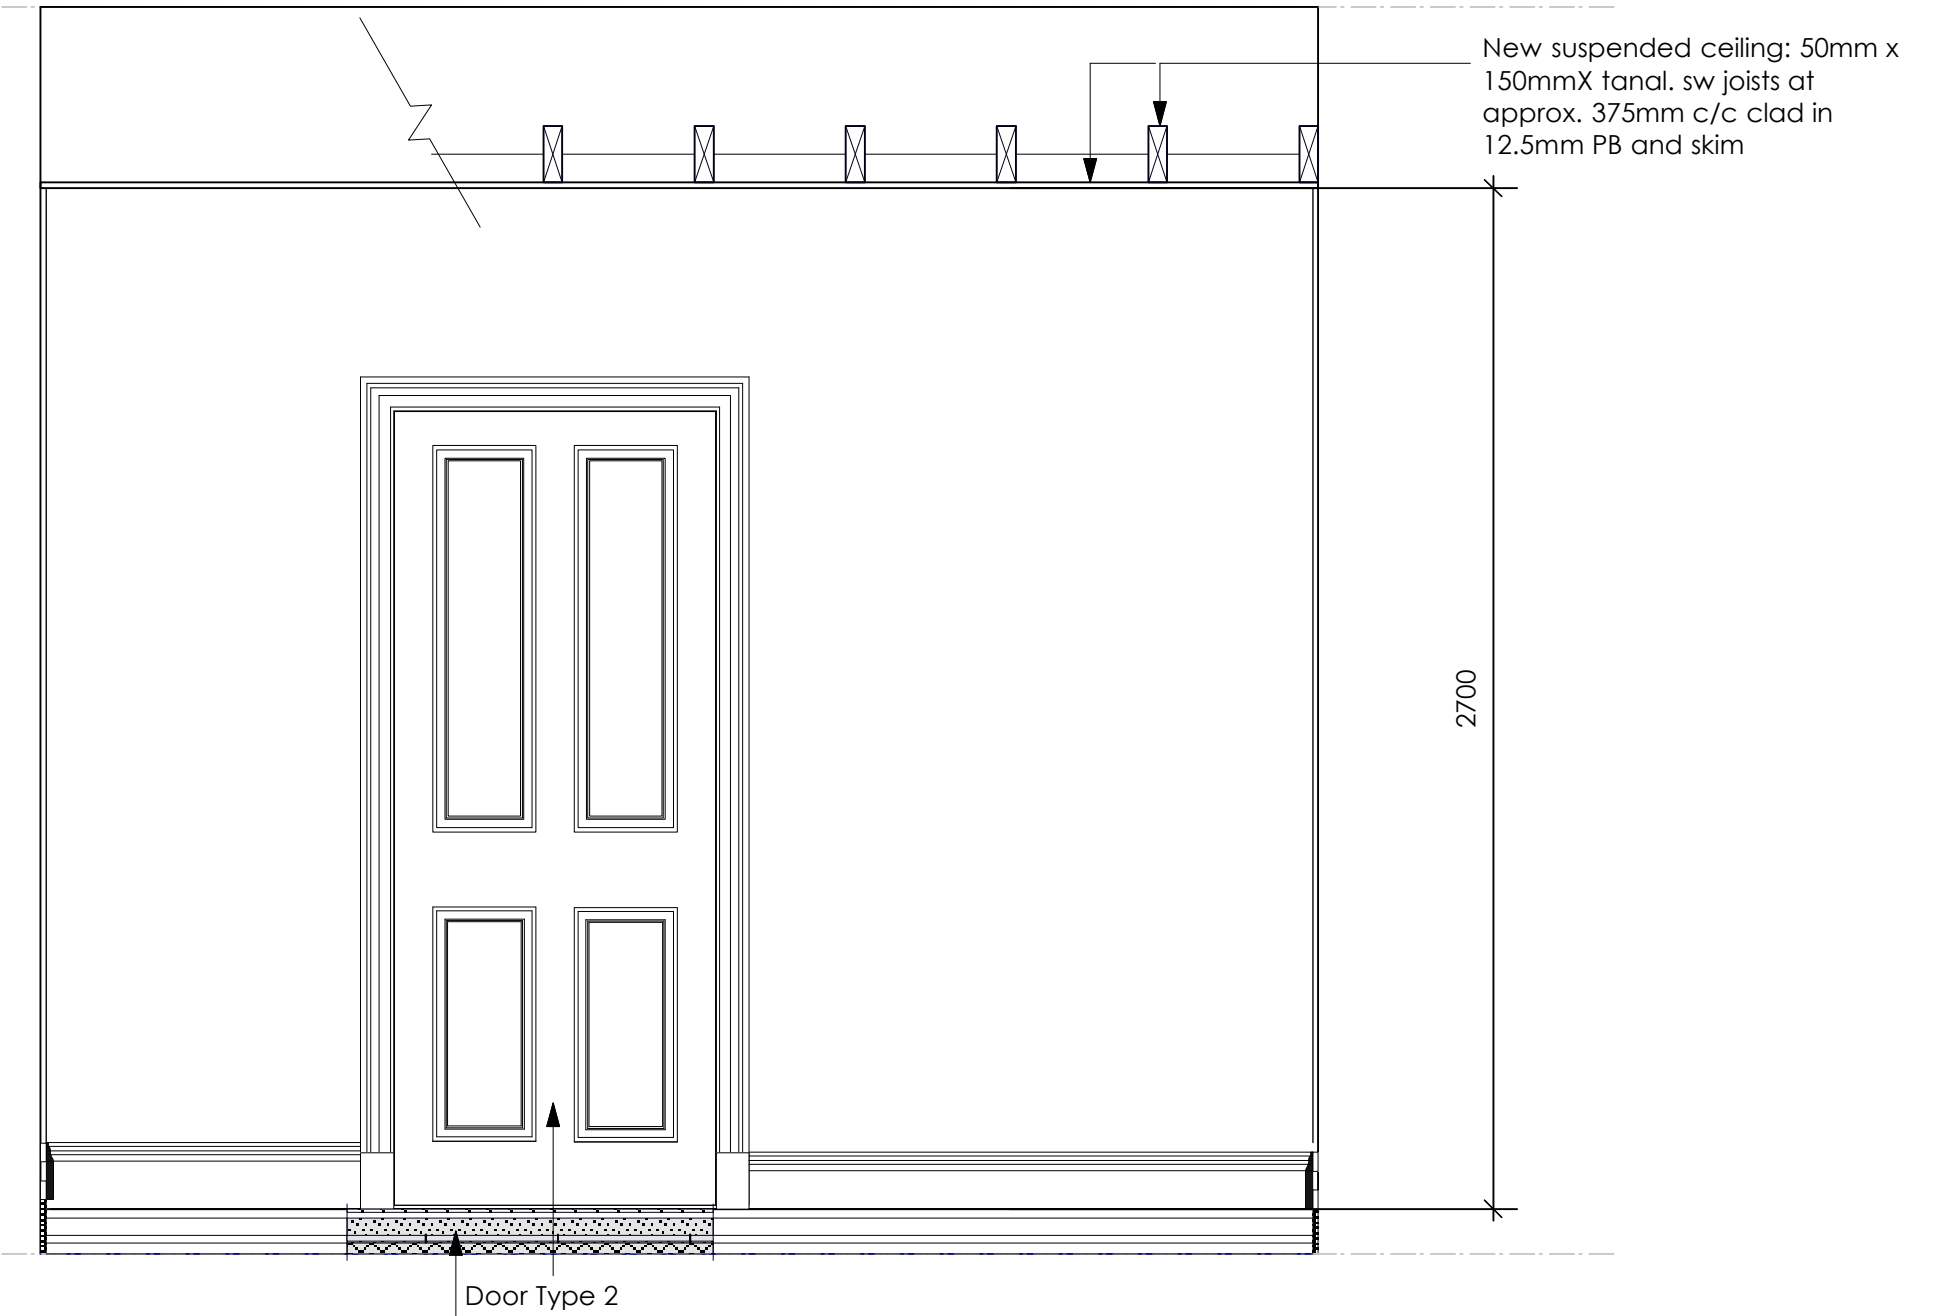 New suspended ceiling: 50mm x
150mmX tanal. sw joists at
approx. 375mm c/c clad in
12.5mm PB and skim
2700
Door Type 2